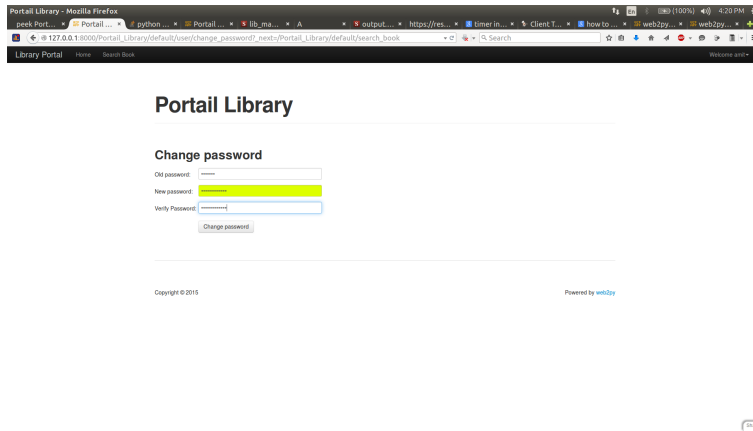 Portail Library - Mozilla Firefox
En (100%) 4:20 PM
peek Port... Portail ... python ... Portail ... lib_ma... A output.... https://res... timer in... Client T... how to ... web2py... web2py...
127.0.0.1:8000/Portail_Library/default/user/change_password?_next=/Portail_Library/default/search_book Search
Library Portal Home Search Book Welcome amit
Portail Library
Change password
Old password:
New password:
Verify Password:
Change password
Copyright © 2015 Powered by web2py